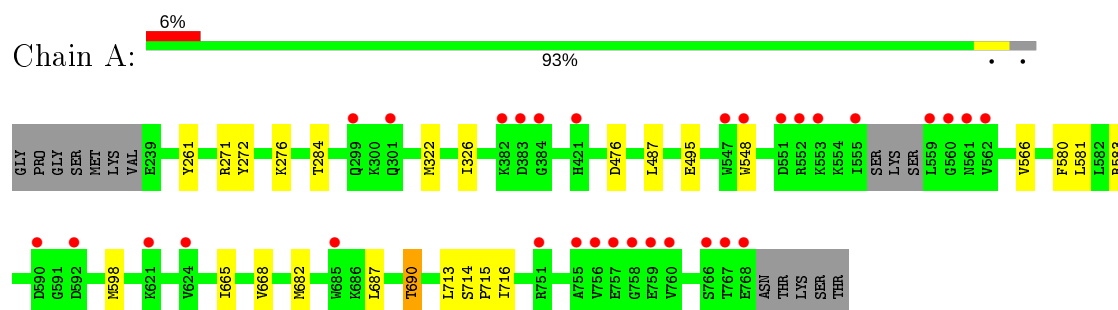 6%
Chain A:
93%
GLY PRO GLY SER MET LYS VAL E239 Y261 R271 Y272 K276 T284 Q299 K300 Q301 M322 I326 K382 D383 G384 H421 D476 L487 E495 W547 W548 D551 R552 K553 K554 I555 SER LYS SER L559 G560 N561 V562 V566 F580 L581 L582 R583
D590 G591 D592 M598 K621 V624 I665 V668 M682 W685 K686 L687 T690 L713 S714 P715 I716 R751 A755 V756 E757 G758 E759 V760 S766 T767 E768 ASN THR LYS SER THR